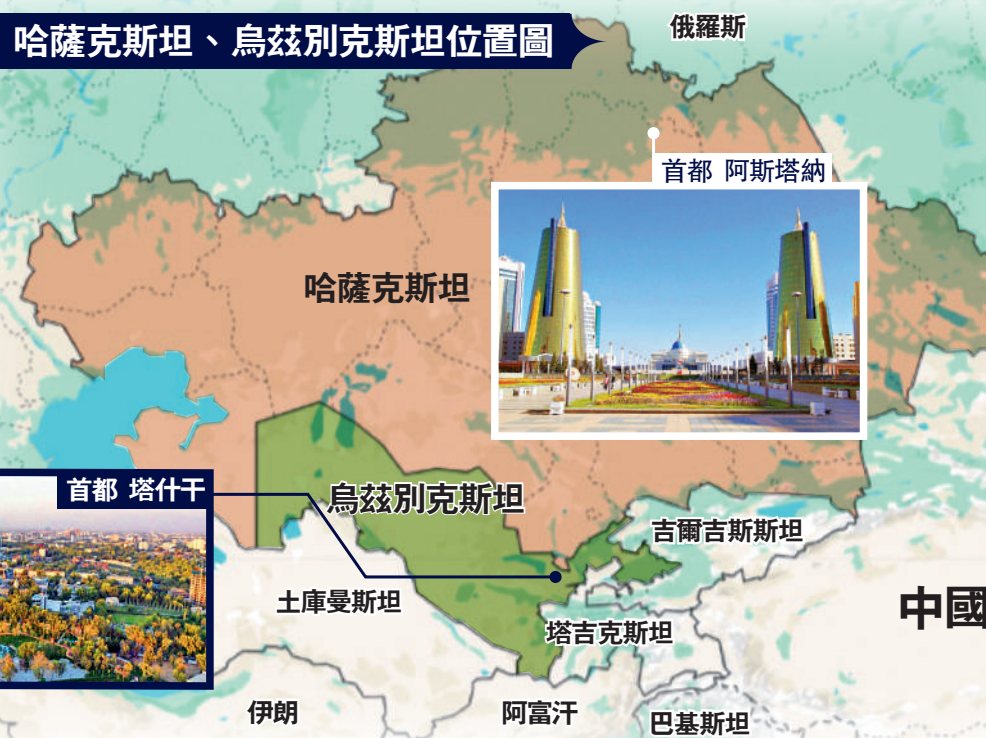 哈薩克斯坦、烏玆別克斯坦位置圖
俄羅斯
首都 阿斯塔納
哈薩克斯坦
首都 塔什干
烏玆別克斯坦
吉爾吉斯斯坦
土庫曼斯坦
中國
塔吉克斯坦
伊朗
阿富汗
巴基斯坦